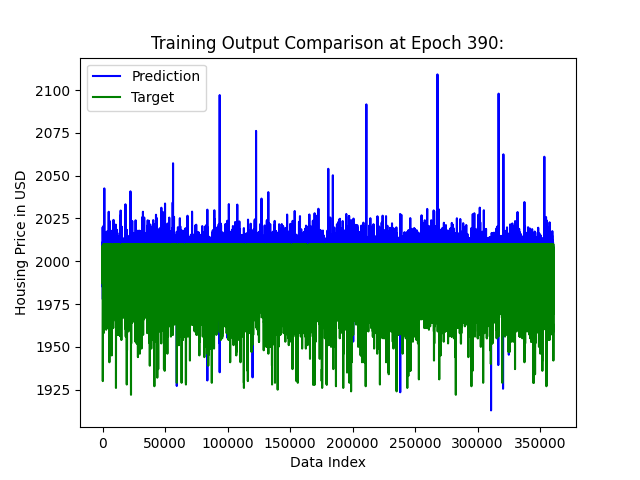 Training Output Comparison at Epoch 390:
Prediction
Target
Housing Price in USD
2100
2075
2050
2025
2000
1975
1950
1925
0 50000 100000 150000 200000 250000 300000 350000
Data Index